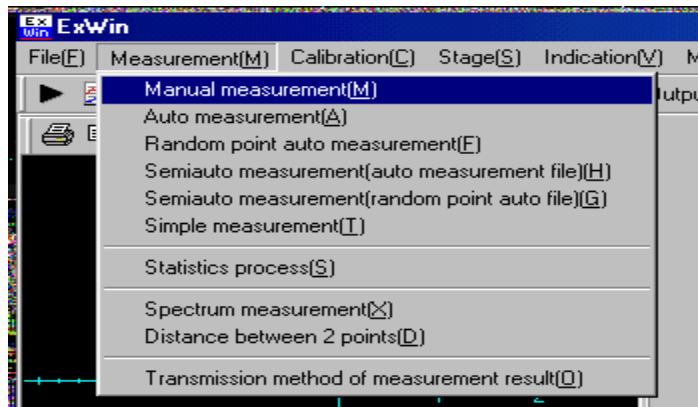 Ex Win ExWin
File(F) Measurement(M) Calibration(C) Stage(S) Indication(V) M
Manual measurement(M)
Auto measurement(A)
Random point auto measurement(F)
Semiauto measurement(auto measurement file)(H)
Semiauto measurement(random point auto file)(G)
Simple measurement(T)
Statistics process(S)
Spectrum measurement(X)
Distance between 2 points(D)
Transmission method of measurement result(O)